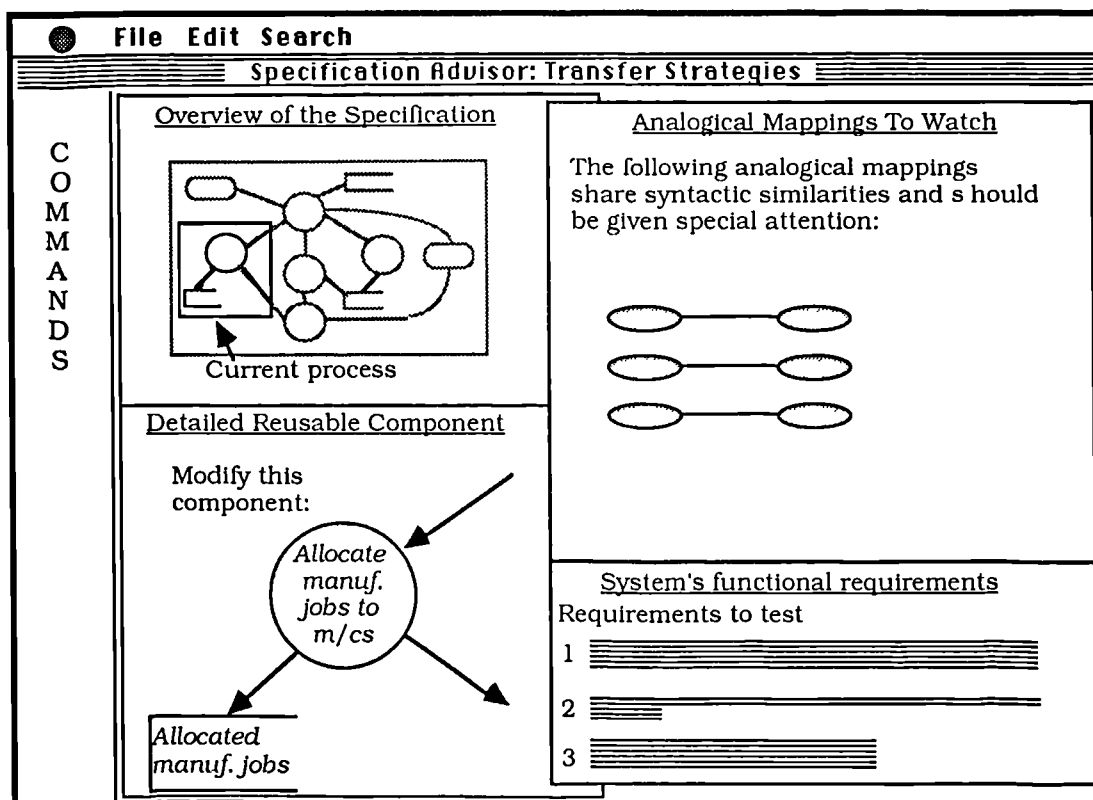 File Edit Search
Specification Advisor: Transfer Strategies
COMMANDS
Overview of the Specification
Current process
Analogical Mappings To Watch
The following analogical mappings
share syntactic similarities and s hould
be given special attention:
Detailed Reusable Component
Modify this
component:
Allocate
manuf.
jobs to
m/cs
Allocated
manuf. jobs
System's functional requirements
Requirements to test
1
2
3